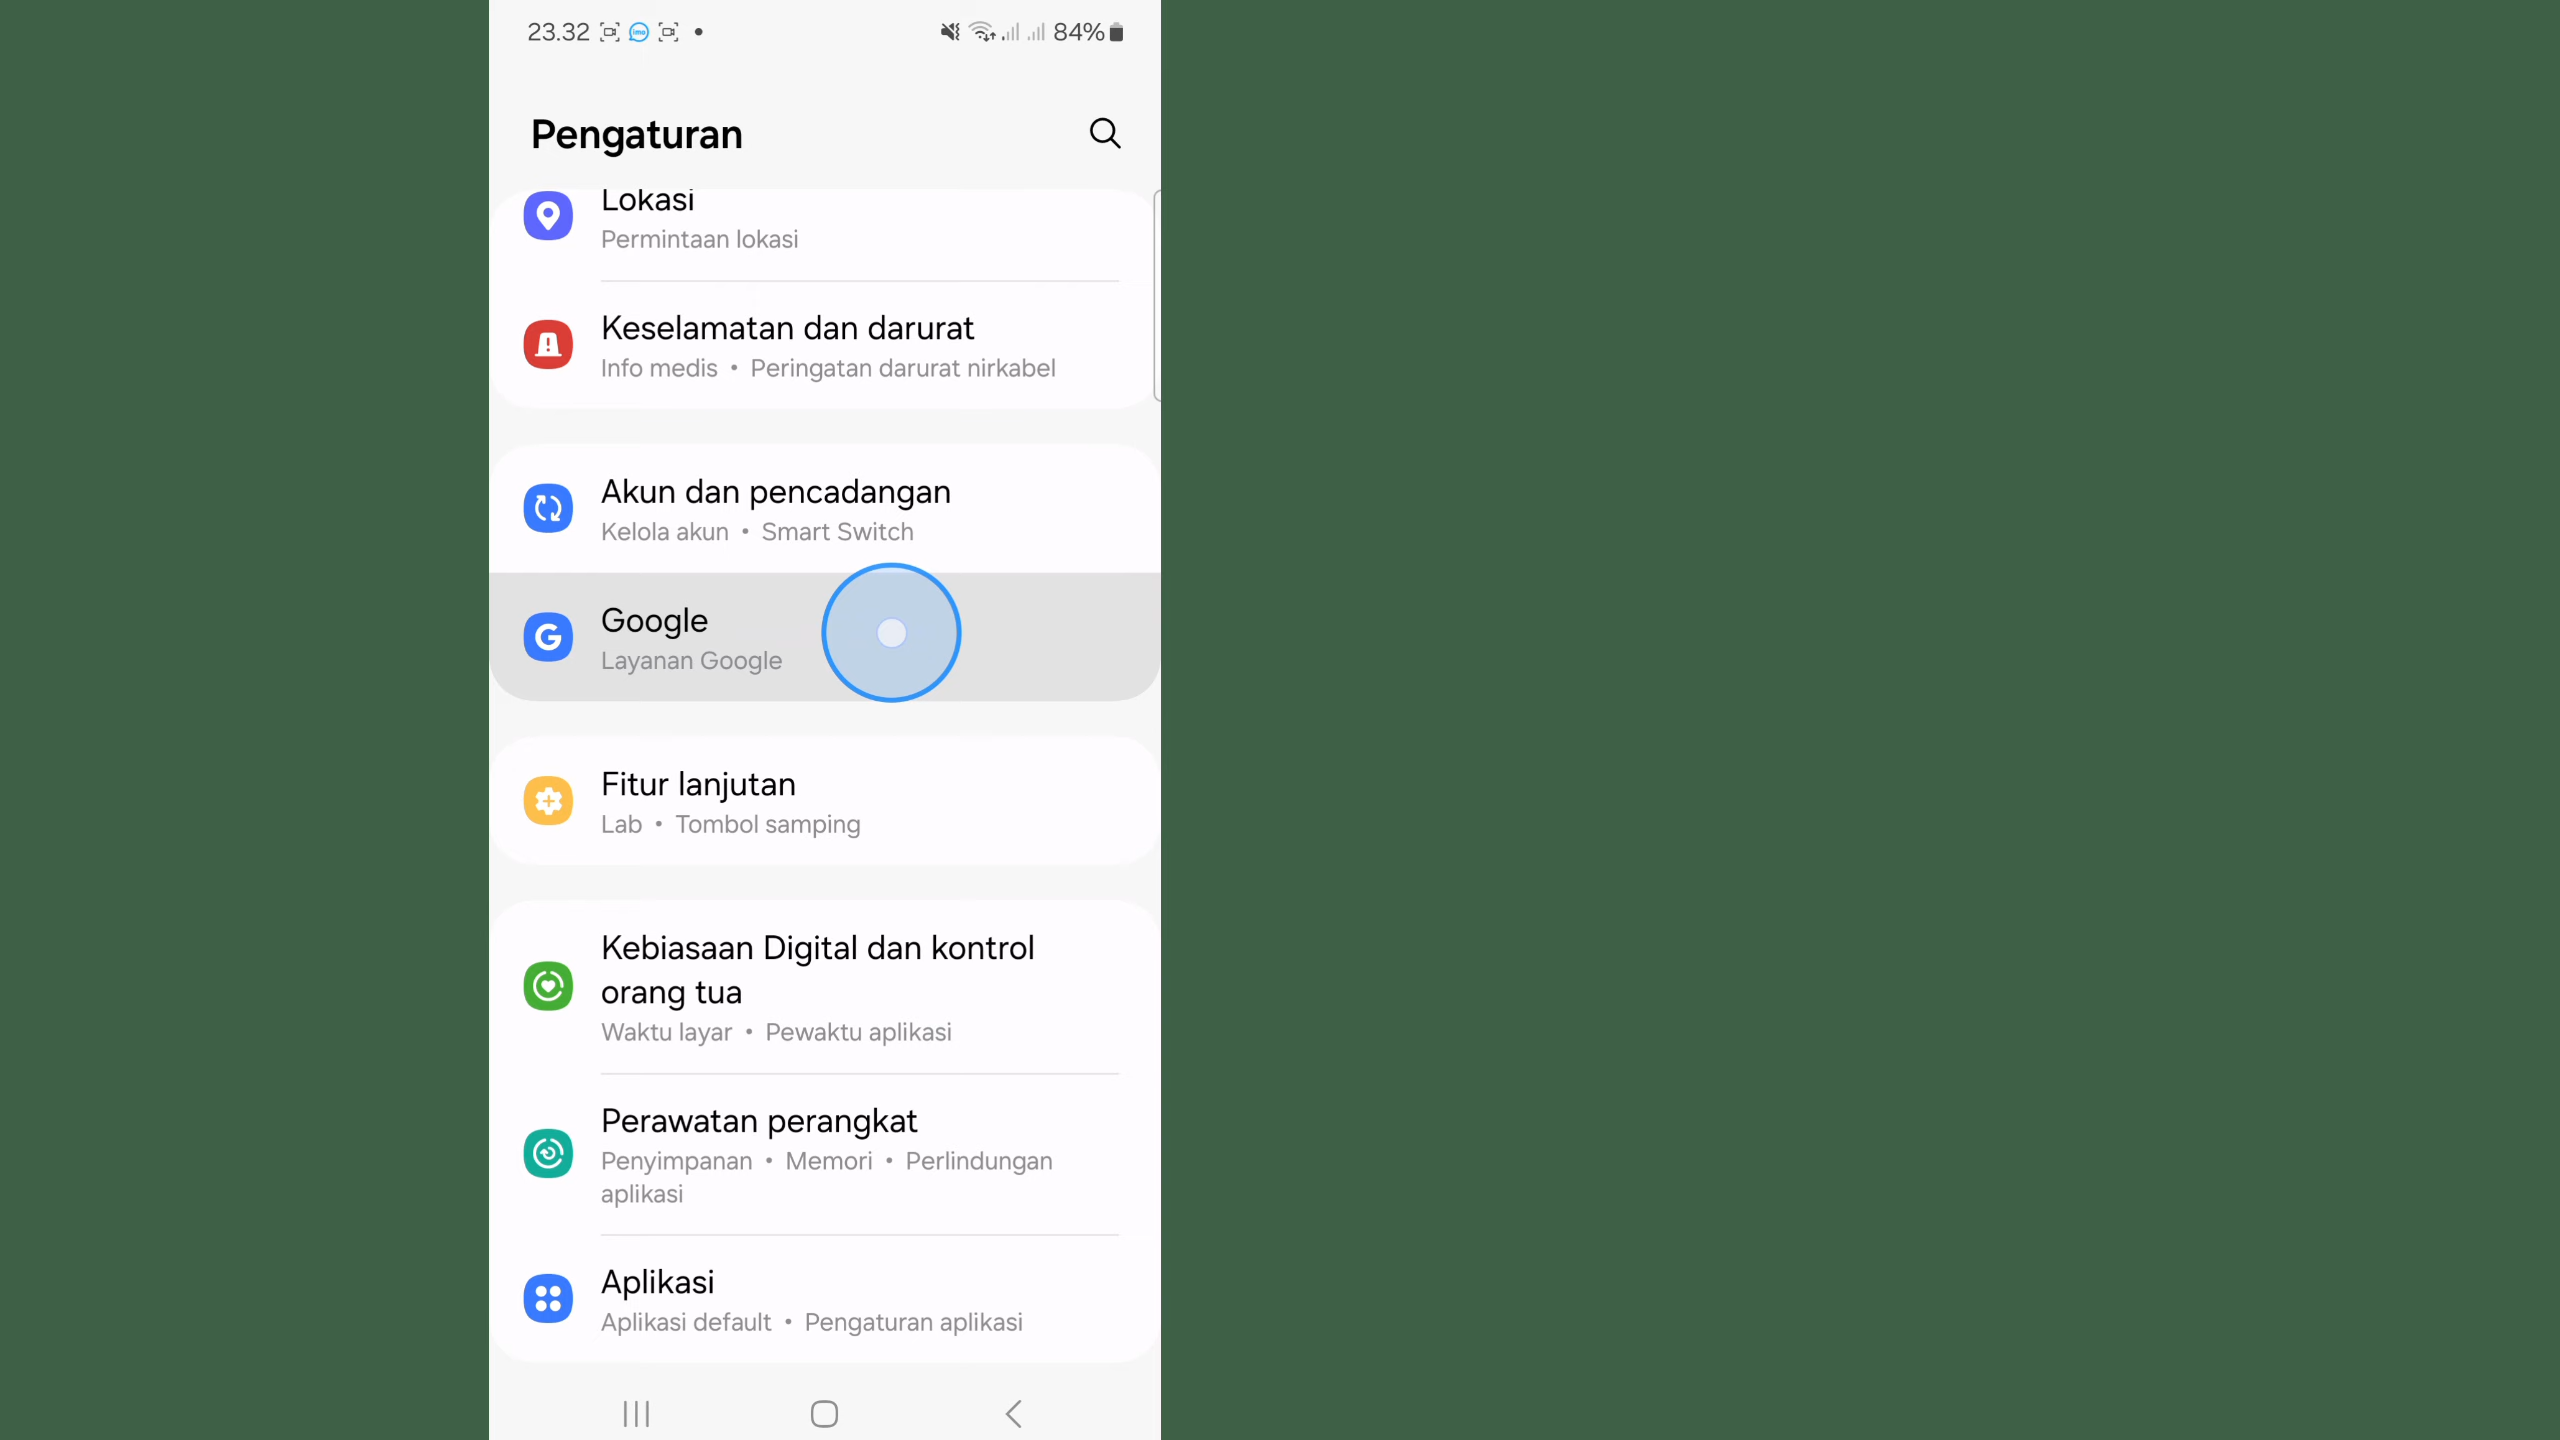 23.32 imo 84%
Pengaturan
Lokasi
Permintaan lokasi
Keselamatan dan darurat
Info medis • Peringatan darurat nirkabel
Akun dan pencadangan
Kelola akun • Smart Switch
Google
Layanan Google
Fitur lanjutan
Lab • Tombol samping
Kebiasaan Digital dan kontrol
orang tua
Waktu layar • Pewaktu aplikasi
Perawatan perangkat
Penyimpanan • Memori • Perlindungan
aplikasi
Aplikasi
Aplikasi default • Pengaturan aplikasi